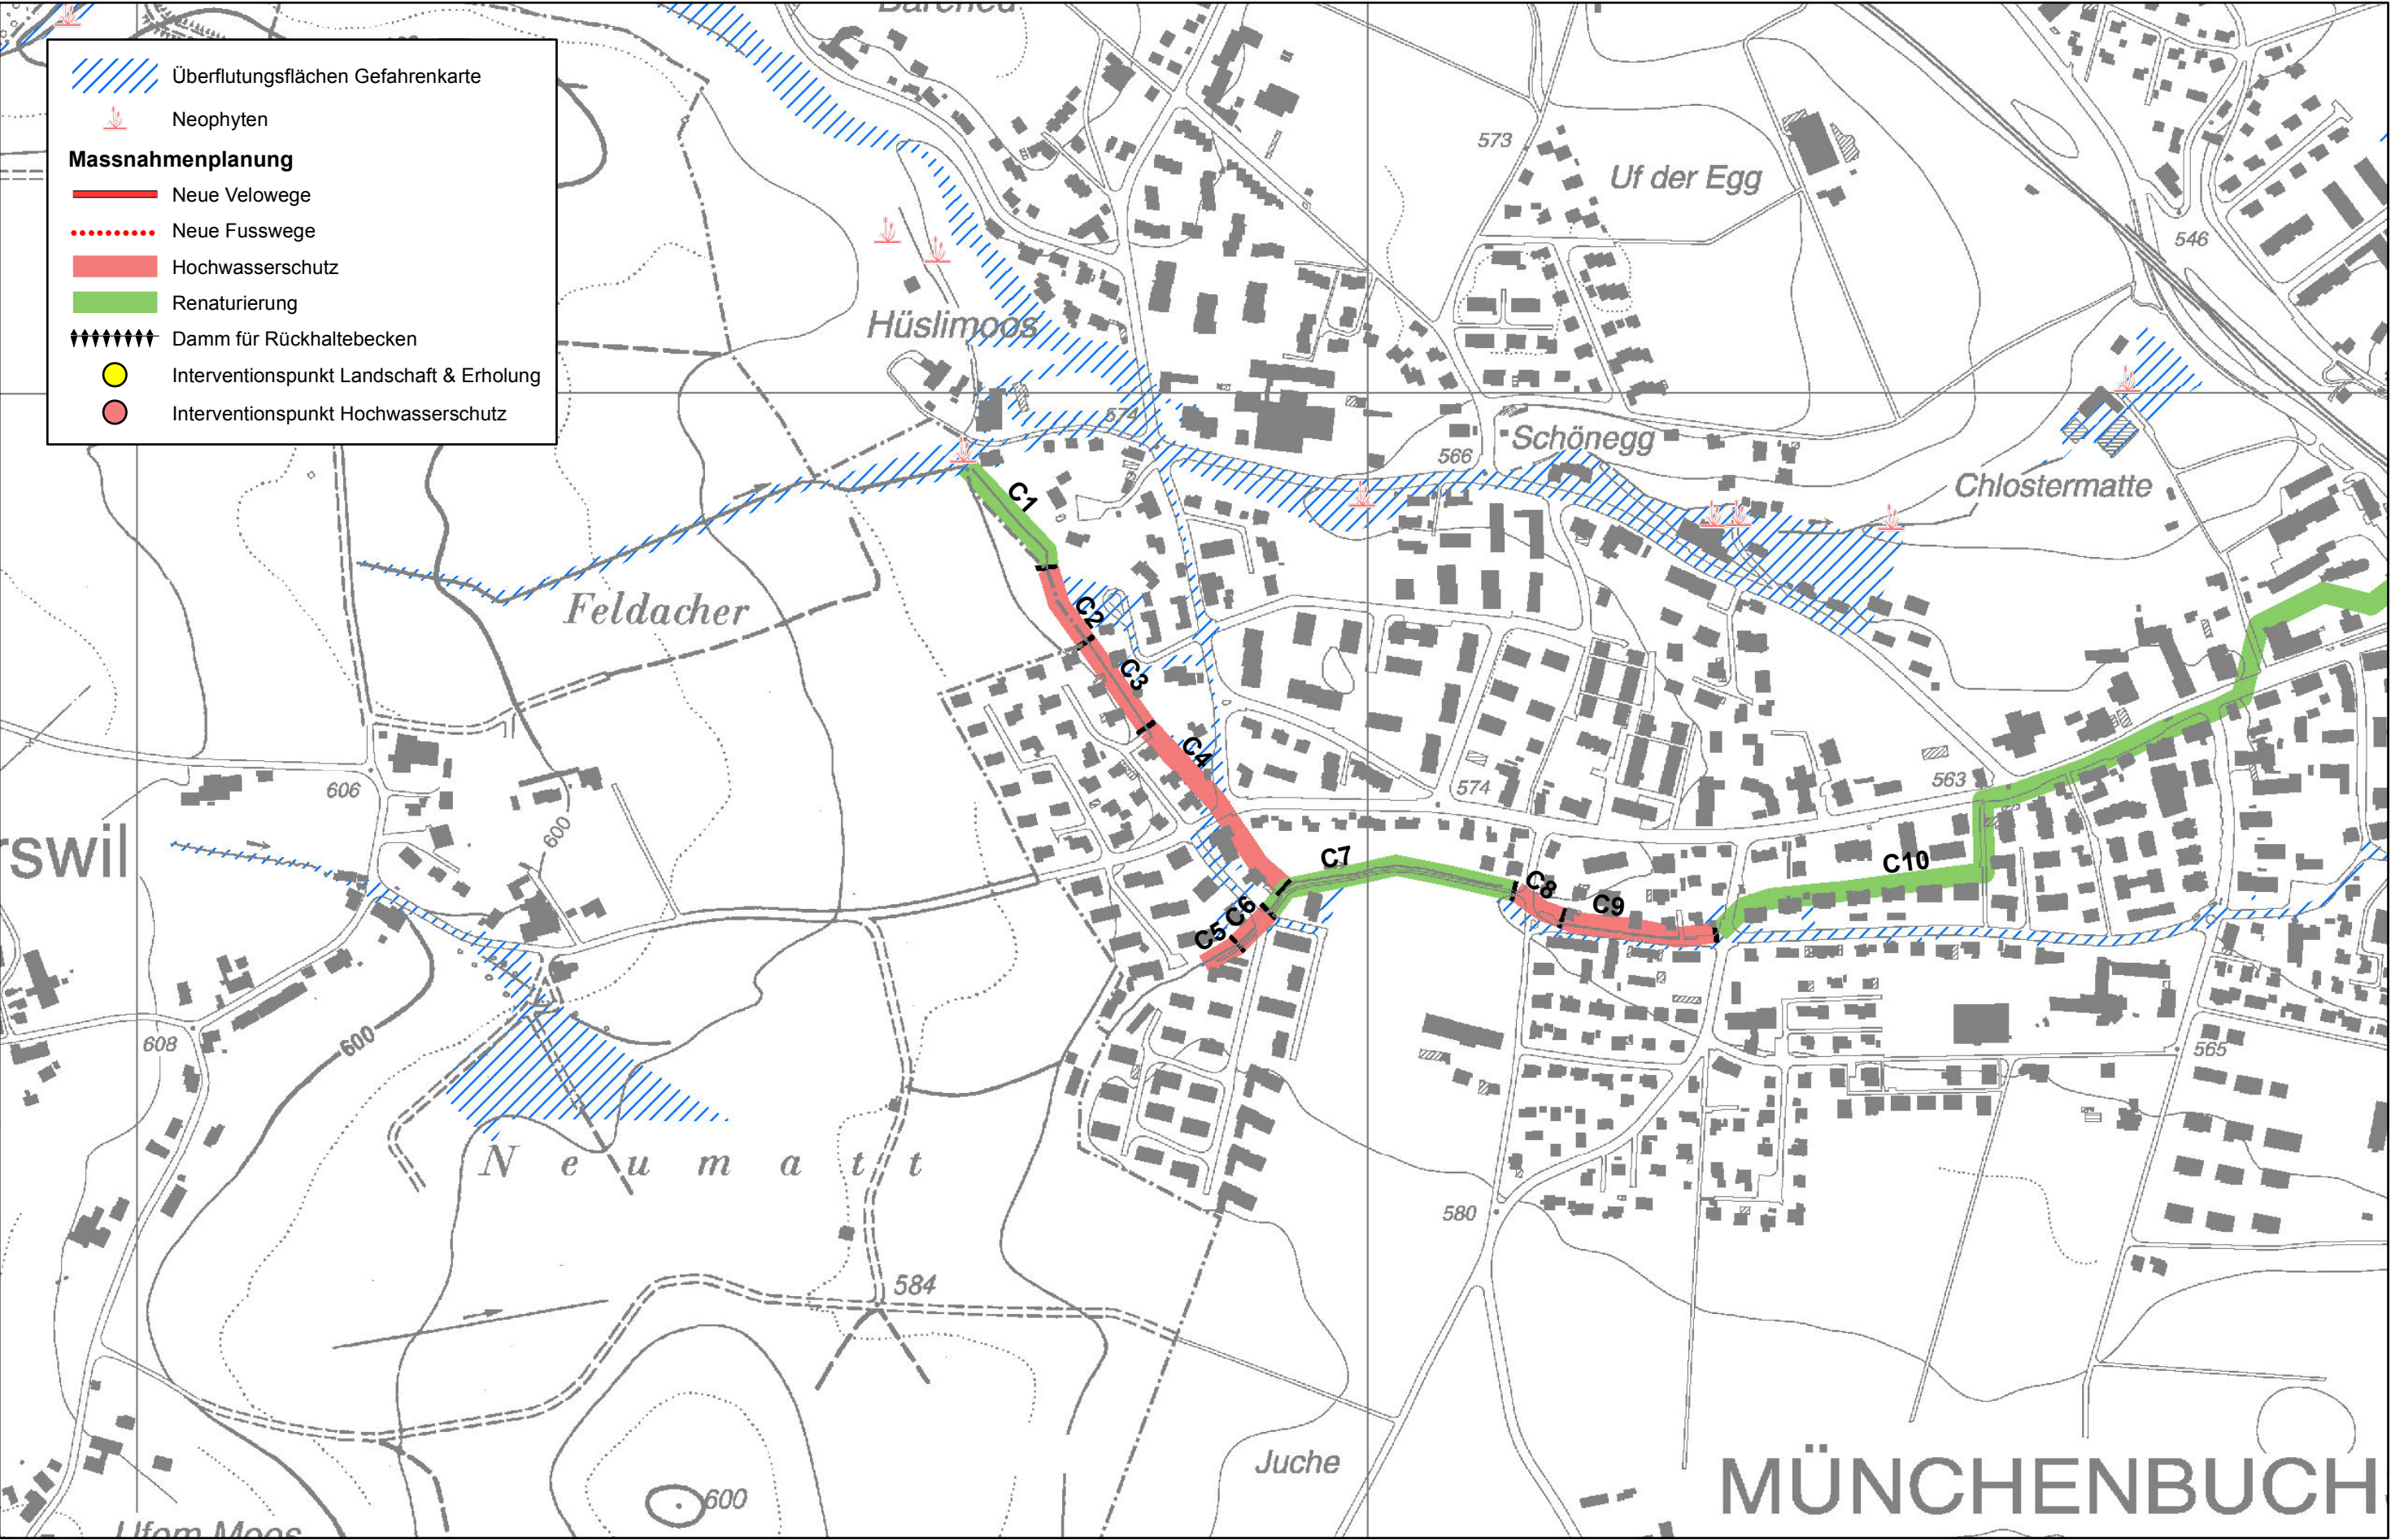 Überflutungsflächen Gefahrenkarte
Neophyten
Massnahmenplanung
Neue Velowege
Neue Fusswege
Hochwasserschutz
Renaturierung
Damm für Rückhaltebecken
Interventionspunkt Landschaft & Erholung
Interventionspunkt Hochwasserschutz
573
Uf der Egg
546
Hüslimoos
574
566
Schönegg
Chlostermatte
C1
Feldacher
C2
C3
C4
606
600
574
563
rswil
C7
C10
C8
C9
C6
C5
608
600
565
Neumatt
580
584
Juche
600
MÜNCHENBUCH